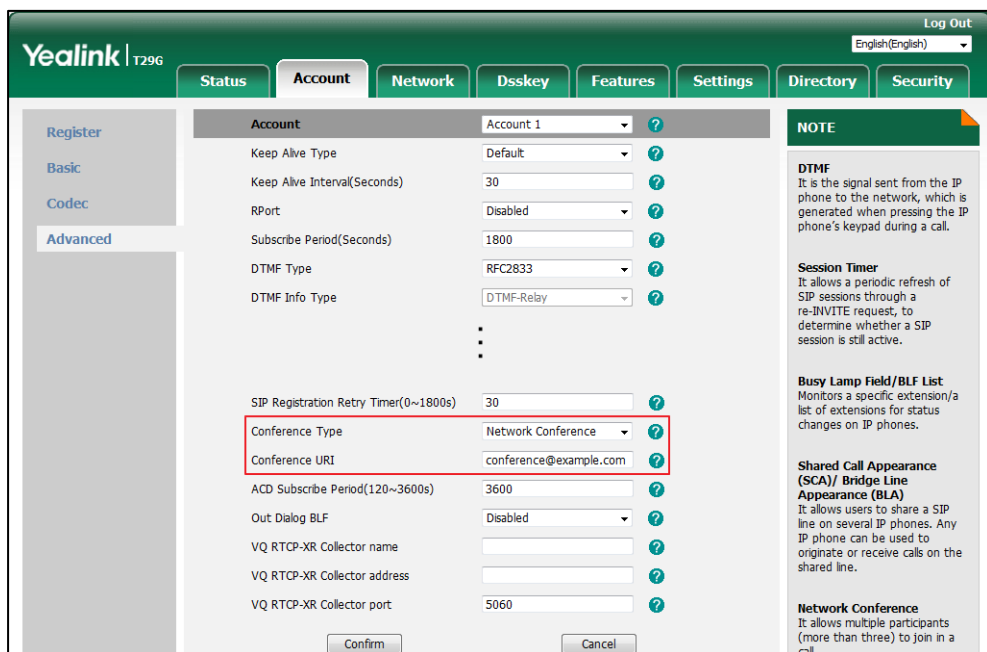 Log Out
Yealink T29G
English(English)
Status Account Network Dsskey Features Settings Directory Security
Register
Basic
Codec
Advanced
Account Account 1 ?
Keep Alive Type Default ?
Keep Alive Interval(Seconds) 30 ?
RPort Disabled ?
Subscribe Period(Seconds) 1800 ?
DTMF Type RFC2833 ?
DTMF Info Type DTMF-Relay ?
SIP Registration Retry Timer(0~1800s) 30 ?
Conference Type Network Conference ?
Conference URI conference@example.com ?
ACD Subscribe Period(120~3600s) 3600 ?
Out Dialog BLF Disabled ?
VQ RTCP-XR Collector name ?
VQ RTCP-XR Collector address ?
VQ RTCP-XR Collector port 5060 ?
Confirm Cancel
NOTE
DTMF
It is the signal sent from the IP
phone to the network, which is
generated when pressing the IP
phone's keypad during a call.
Session Timer
It allows a periodic refresh of
SIP sessions through a
re-INVITE request, to
determine whether a SIP
session is still active.
Busy Lamp Field/BLF List
Monitors a specific extension/a
list of extensions for status
changes on IP phones.
Shared Call Appearance
(SCA)/ Bridge Line
Appearance (BLA)
It allows users to share a SIP
line on several IP phones. Any
IP phone can be used to
originate or receive calls on the
shared line.
Network Conference
It allows multiple participants
(more than three) to join in a
call.